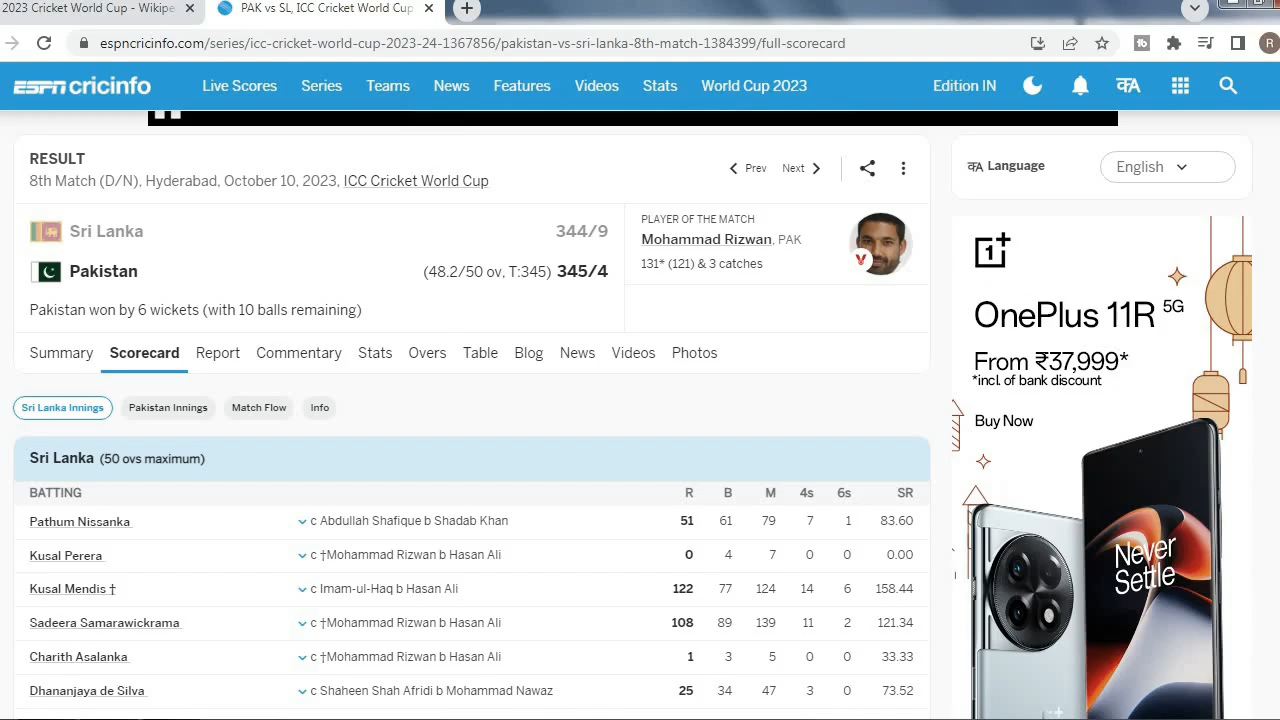 2023 Cricket World Cup - Wikipe
PAK vs SL, ICC Cricket World Cup
espncricinfo.com/series/icc-cricket-world-cup-2023-24-1367856/pakistan-vs-sri-lanka-8th-match-1384399/full-scorecard
R
ESPN cricinfo Live Scores Series Teams News Features Videos Stats World Cup 2023 Edition IN
RESULT
8th Match (D/N), Hyderabad, October 10, 2023, ICC Cricket World Cup
Prev Next
Language English
Sri Lanka 344/9
Pakistan (48.2/50 ov, T:345) 345/4
Pakistan won by 6 wickets (with 10 balls remaining)
PLAYER OF THE MATCH
Mohammad Rizwan, PAK
131* (121) & 3 catches
Summary Scorecard Report Commentary Stats Overs Table Blog News Videos Photos
Sri Lanka Innings Pakistan Innings Match Flow Info
Sri Lanka (50 ovs maximum)
BATTING R B M 4s 6s SR
Pathum Nissanka c Abdullah Shafique b Shadab Khan 51 61 79 7 1 83.60
Kusal Perera c †Mohammad Rizwan b Hasan Ali 0 4 7 0 0 0.00
Kusal Mendis † c Imam-ul-Haq b Hasan Ali 122 77 124 14 6 158.44
Sadeera Samarawickrama c †Mohammad Rizwan b Hasan Ali 108 89 139 11 2 121.34
Charith Asalanka c †Mohammad Rizwan b Hasan Ali 1 3 5 0 0 33.33
Dhananjaya de Silva c Shaheen Shah Afridi b Mohammad Nawaz 25 34 47 3 0 73.52
1+
OnePlus 11R 5G
From ₹37,999*
*incl. of bank discount
Buy Now
Never
Settle